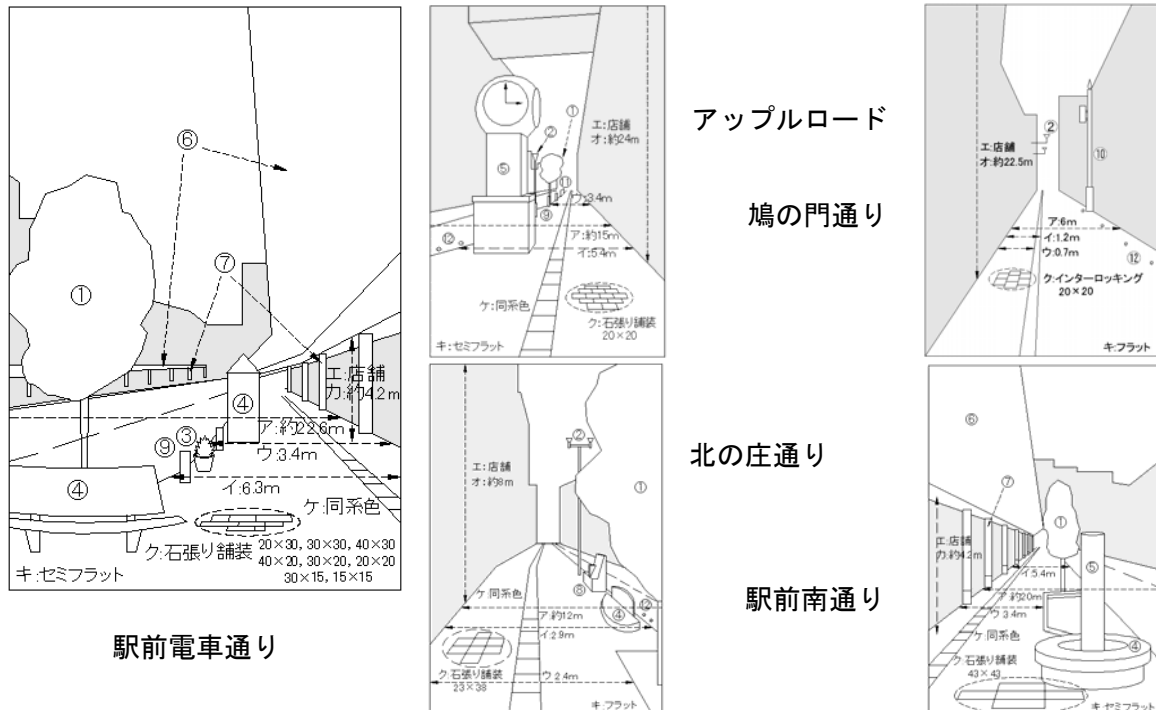 ⑥
⑦
①
エ:店舗
カ:約4.2m
④
ア:約22.6m
⑨
③
ウ:3.4m
④
イ:6.3m
ケ:同系色
ク:石張り舗装
20×30, 30×30, 40×30
40×20, 30×20, 20×20
30×15, 15×15
キ:セミフラット
駅前電車通り
①
②
エ:店舗
オ:約24m
⑤
⑪
ウ:3.4m
⑨
ア:約15m
⑫
イ:5.4m
ケ:同系色
ク:石張り舗装
20×20
キ:セミフラット
アップルロード
鳩の門通り
②
エ:店舗
オ:約22.5m
⑩
ア:6m
イ:1.2m
ウ:0.7m
⑫
ク:インターロッキング
20×20
キ:フラット
②
エ:店舗
オ:約8m
①
⑧
ケ:同系色
⑫
ア:約12m
④
イ:2.9m
ク:石張り舗装
23×38
ウ:2.4m
キ:フラット
北の庄通り
駅前南通り
⑥
⑦
①
エ:店舗
カ:約4.2m
⑤
イ:5.4m
ア:約20m
ウ:3.4m
ケ:同系色
④
ク:石張り舗装
43×43
キ:セミフラット